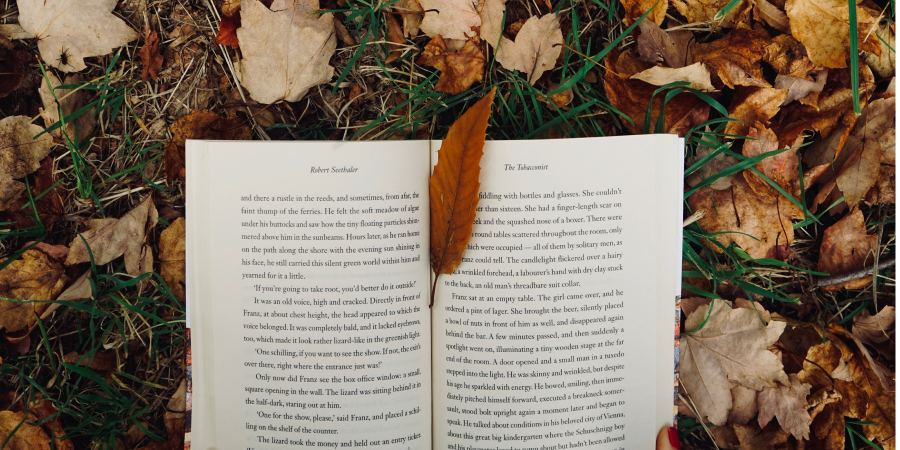 Robert Seethaler
and there a rustle in the reeds, and sometimes, from afar, the
faint thump of the ferries. He felt the soft meadow of algae
under his buttocks and saw how the tiny floating particles shim-
mered above him in the sunbeams. Hours later, as he ran home
on the path along the shore with the evening sun shining in
his face, he still carried this silent green world within him and
yearned for it a little.
‘If you're going to take root, you'd better do it outside!’
It was an old voice, high and cracked. Directly in front of
Franz, at about chest height, the head appeared to which the
voice belonged. It was completely bald, and it lacked eyebrows,
too, which made it look rather lizard-like in the greenish light.
‘One schilling, if you want to see the show. If not, the exit's
over there, right where the entrance just was!’
Only now did Franz see the box office window: a small,
square opening in the wall. The lizard was sitting behind it in
the half-dark, staring out at him.
‘One for the show, please,’ said Franz, and placed a schil-
ling on the shelf of the counter.
The lizard took the money and held out an entry ticket.
The Tobacconist
fiddling with bottles and glasses. She couldn't
than sixteen. She had a finger-length scar on
and the squashed nose of a boxer. There were
round tables scattered throughout the room, only
which were occupied — all of them by solitary men, as
Franz could tell. The candlelight flickered over a hairy
a wrinkled forehead, a labourer's hand with dry clay stuck
to the back, an old man's threadbare suit collar.
Franz sat at an empty table. The girl came over, and he
ordered a pint of lager. She brought the beer, silently placed
a bowl of nuts in front of him as well, and disappeared again
behind the bar. A few minutes passed, and then suddenly a
spotlight went on, illuminating a tiny wooden stage at the far
end of the room. A door opened and a small man in a tuxedo
stepped into the light. He was skinny and wrinkled, but despite
his age he sparkled with energy. He bowed, smiling, then imme-
diately pitched himself forward, executed a breakneck somer-
sault, stood bolt upright again a moment later and began to
speak. He talked about conditions in his beloved city of Vienna,
about this great big kindergarten where the Schuschnigg boy
and his playmates loved to romp about but hadn't been allowed